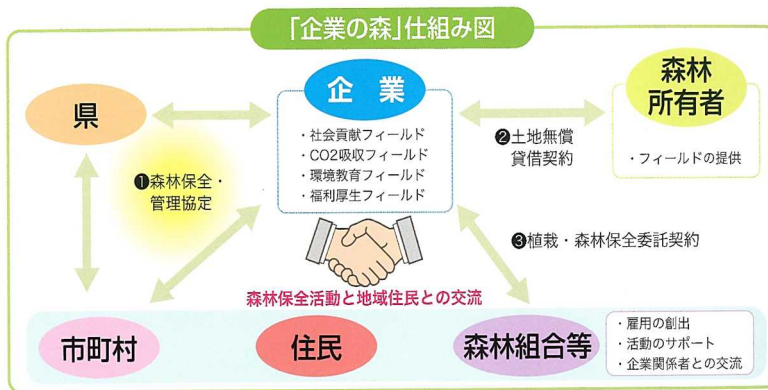 「企業の森」仕組み図
県
企 業
・社会貢献フィールド
・CO2吸収フィールド
・環境教育フィールド
・福利厚生フィールド
森林
所有者
・フィールドの提供
❶森林保全・
管理協定
❷土地無償
貸借契約
❸植栽・森林保全委託契約
森林保全活動と地域住民との交流
市町村
住民
森林組合等
・雇用の創出
・活動のサポート
・企業関係者との交流